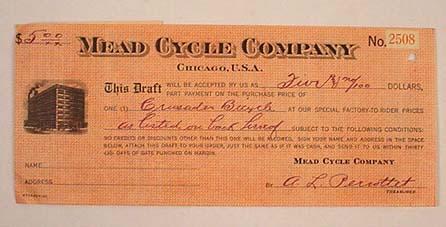 $5.00
MEAD CYCLE COMPANY
No. 2508
CHICAGO, U.S.A.
This Draft WILL BE ACCEPTED BY US AS Five & no/100 DOLLARS,
PART PAYMENT ON THE PURCHASE PRICE OF
ONE (1) Crusader Bicycle AT OUR SPECIAL FACTORY-TO-RIDER PRICES
as listed on back hereof SUBJECT TO THE FOLLOWING CONDITIONS:
NO CREDITS OR DISCOUNTS OTHER THAN THIS ONE WILL BE ALLOWED. SIGN YOUR NAME AND ADDRESS IN THE SPACE
BELOW, ATTACH THIS DRAFT TO YOUR ORDER, JUST THE SAME AS IF IT WAS CASH, AND SEND IT TO US WITHIN THIRTY
(30) DAYS OF DATE PUNCHED ON MARGIN.
NAME
MEAD CYCLE COMPANY
ADDRESS
BY A. L. Perrottet
TREASURER